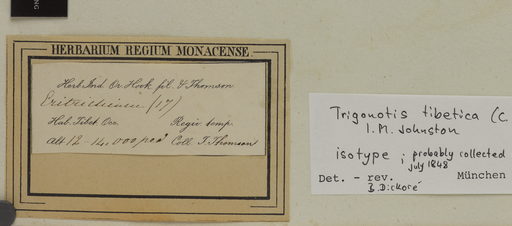 HERBARIUM REGIUM MONACENSE
Herb. Ind. Or. Hook. fil. & Thomson
Eritrichium (17)
Hab. Tibet. Occ. Regio temp.
Alt 12-14,000 ped Coll. T. Thomson
Trigonotis tibetica (C.
I.M. Johnston
isotype ; probably collected
July 1848
Det. - rev. München
B. Dickoré